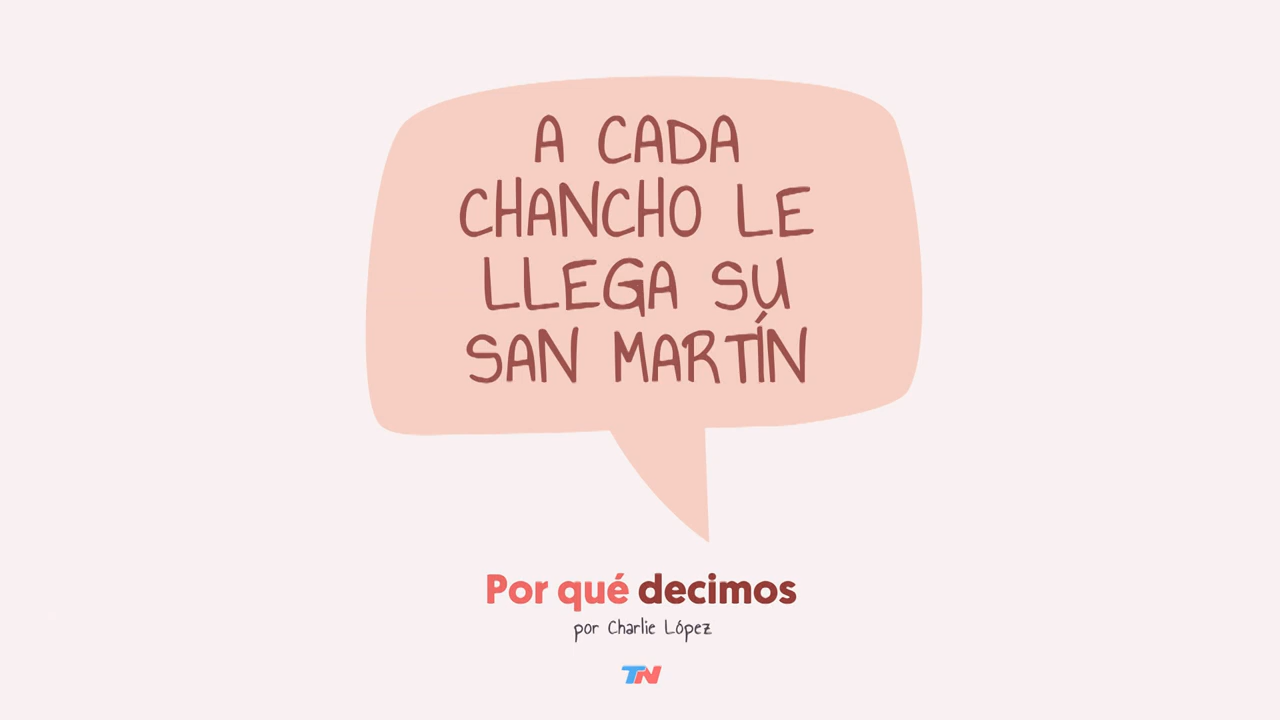 A CADA
CHANCHO LE
LLEGA SU
SAN MARTÍN
Por qué decimos
por Charlie López
TN